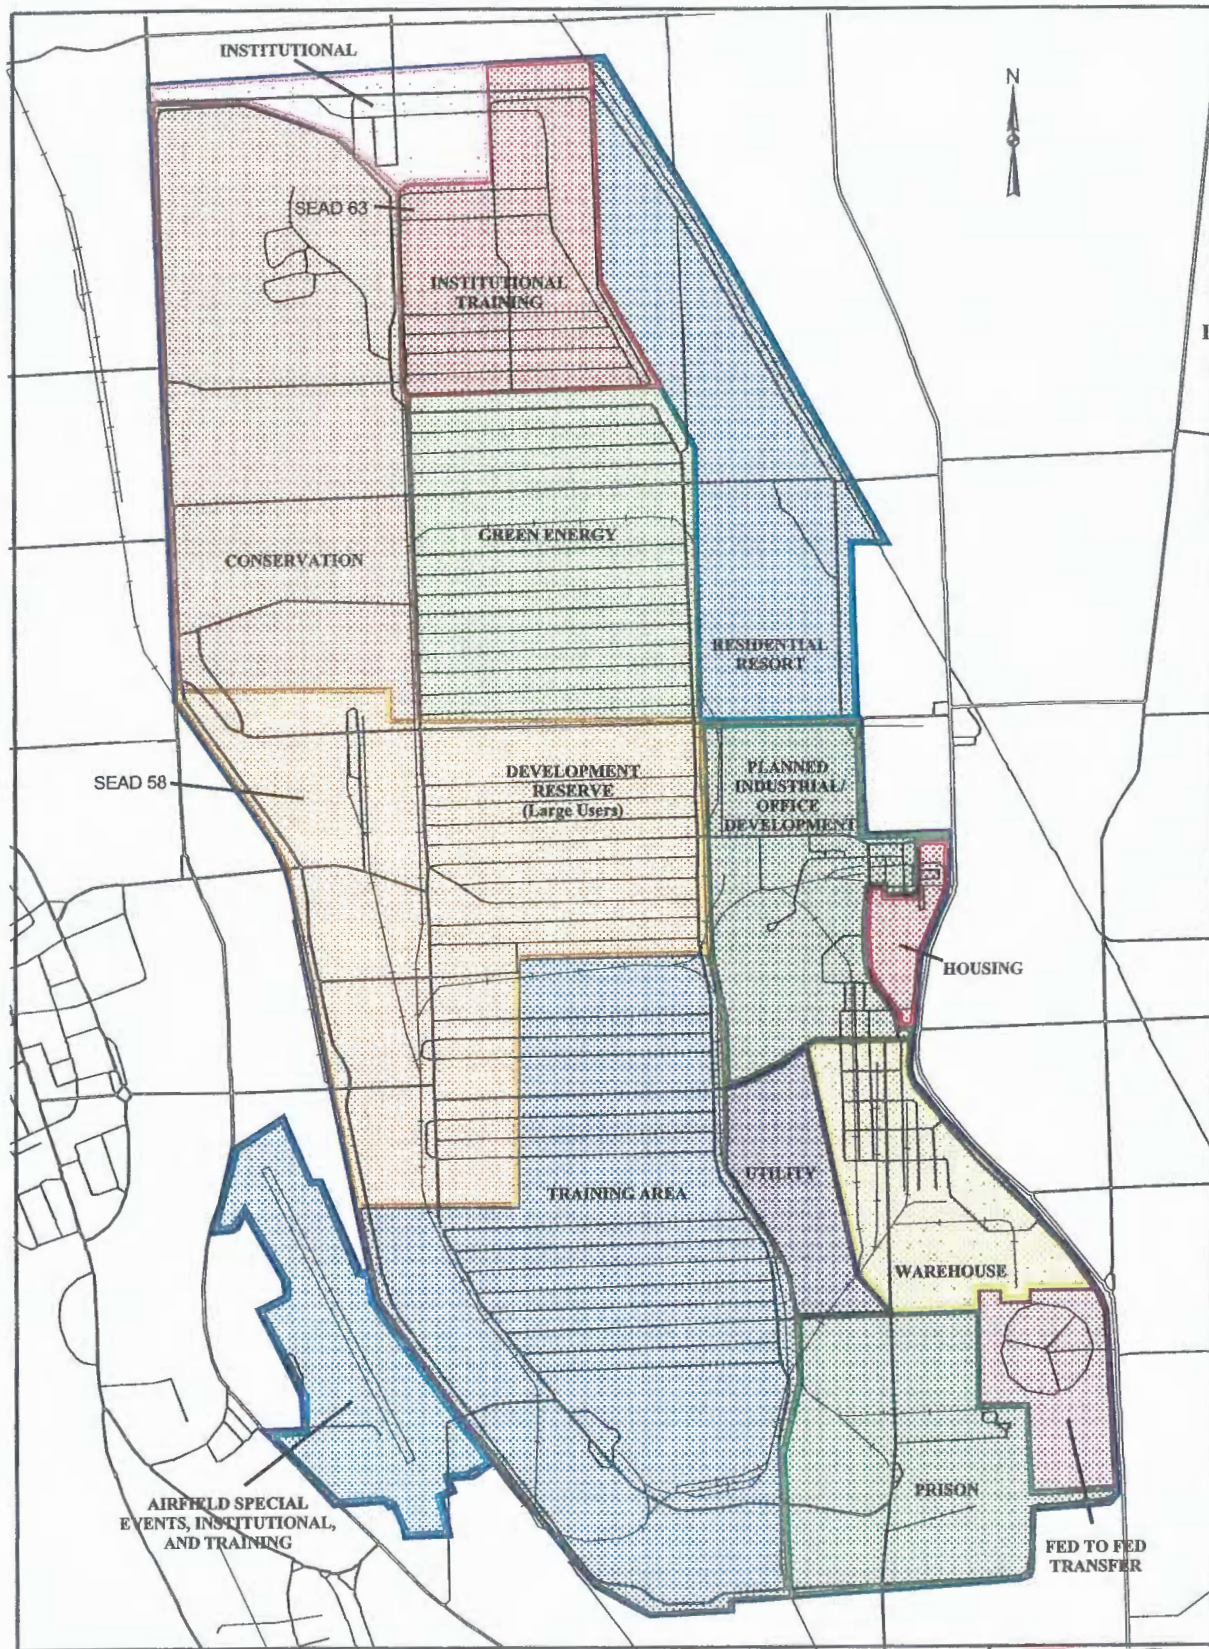 INSTITUTIONAL
N
SEAD 63
INSTITUTIONAL
TRAINING
GREEN ENERGY
CONSERVATION
RESIDENTIAL
RESORT
SEAD 58
DEVELOPMENT
RESERVE
(Large Users)
PLANNED
INDUSTRIAL/
OFFICE
DEVELOPMENT
HOUSING
UTILITY
TRAINING AREA
WAREHOUSE
PRISON
AIRFIELD SPECIAL
EVENTS, INSTITUTIONAL,
AND TRAINING
FED TO FED
TRANSFER